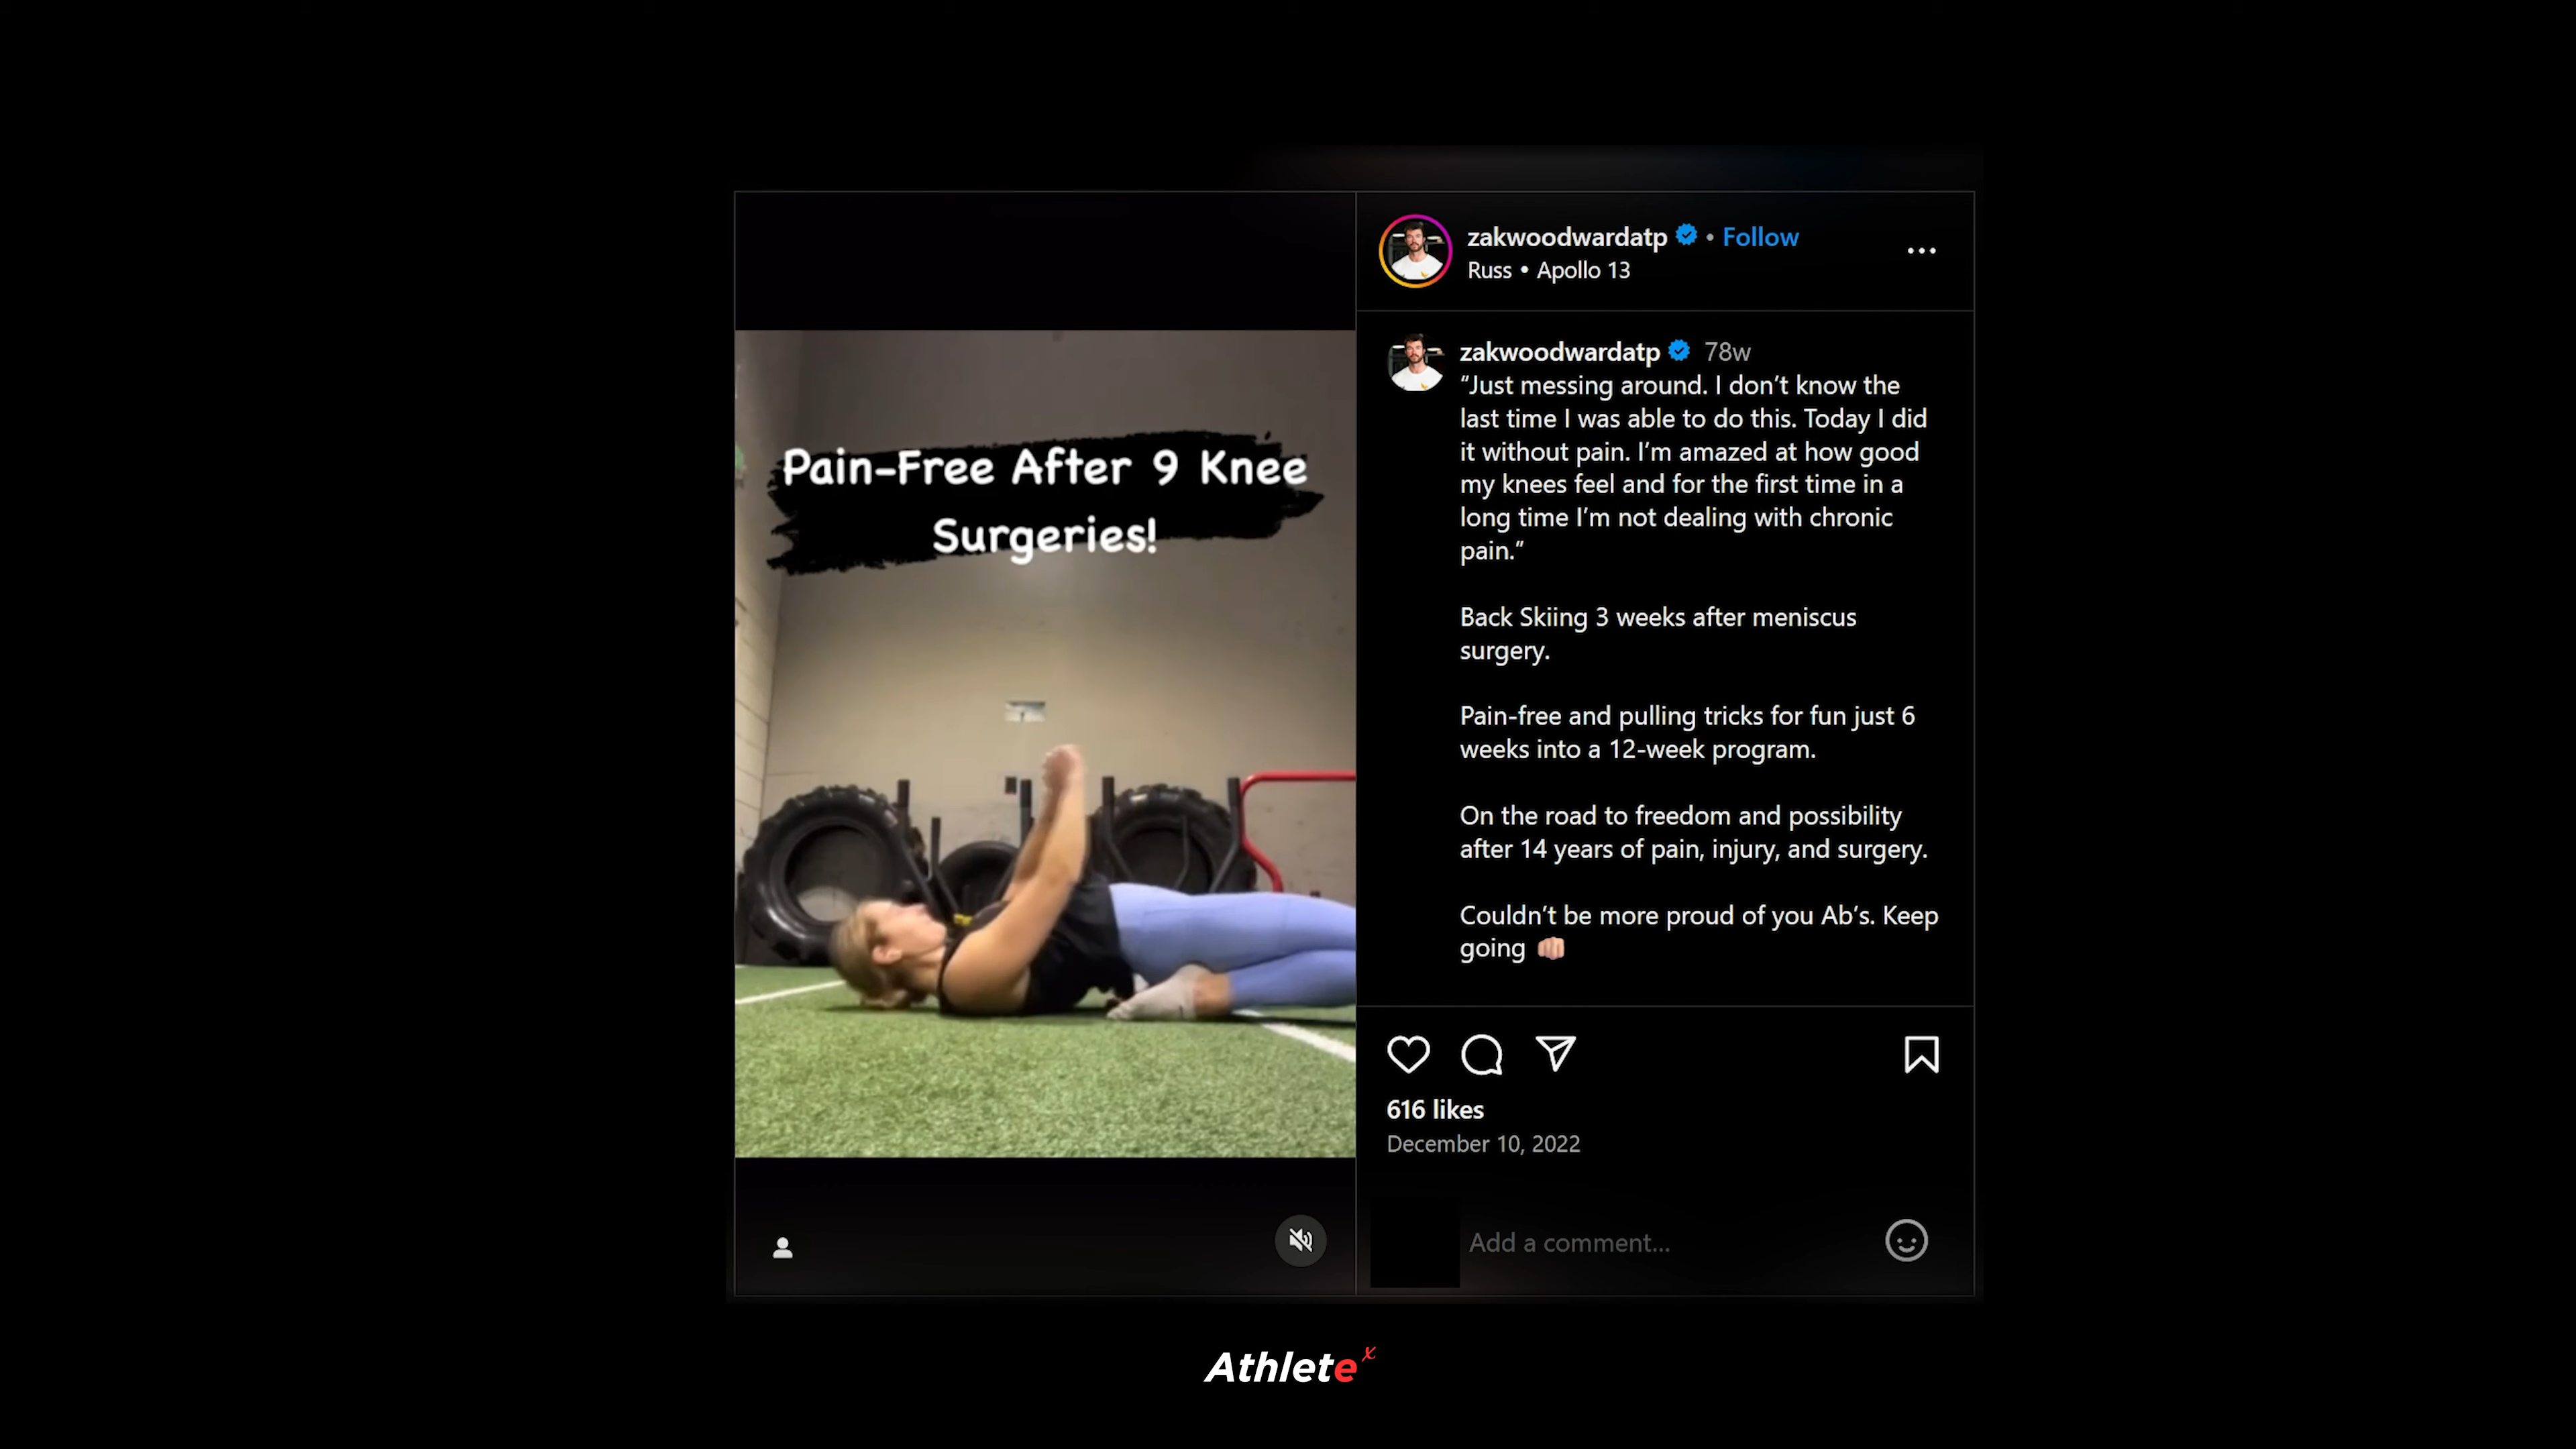 Pain-Free After 9 Knee
Surgeries!
zakwoodwardatp • Follow
Russ • Apollo 13
zakwoodwardatp 78w
“Just messing around. I don’t know the
last time I was able to do this. Today I did
it without pain. I’m amazed at how good
my knees feel and for the first time in a
long time I’m not dealing with chronic
pain.”
Back Skiing 3 weeks after meniscus
surgery.
Pain-free and pulling tricks for fun just 6
weeks into a 12-week program.
On the road to freedom and possibility
after 14 years of pain, injury, and surgery.
Couldn’t be more proud of you Ab’s. Keep
going 👊🏼
616 likes
December 10, 2022
Add a comment...
Athlete x